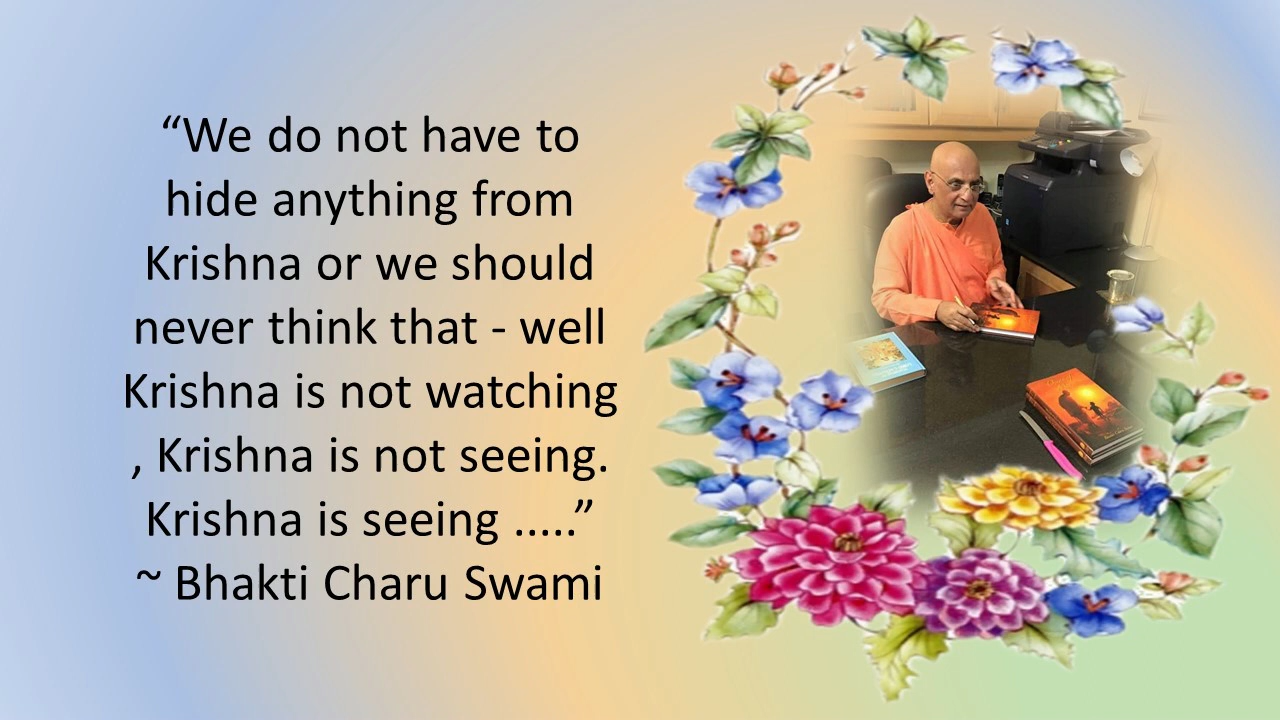 “We do not have to
hide anything from
Krishna or we should
never think that - well
Krishna is not watching
, Krishna is not seeing.
Krishna is seeing .....”
~ Bhakti Charu Swami